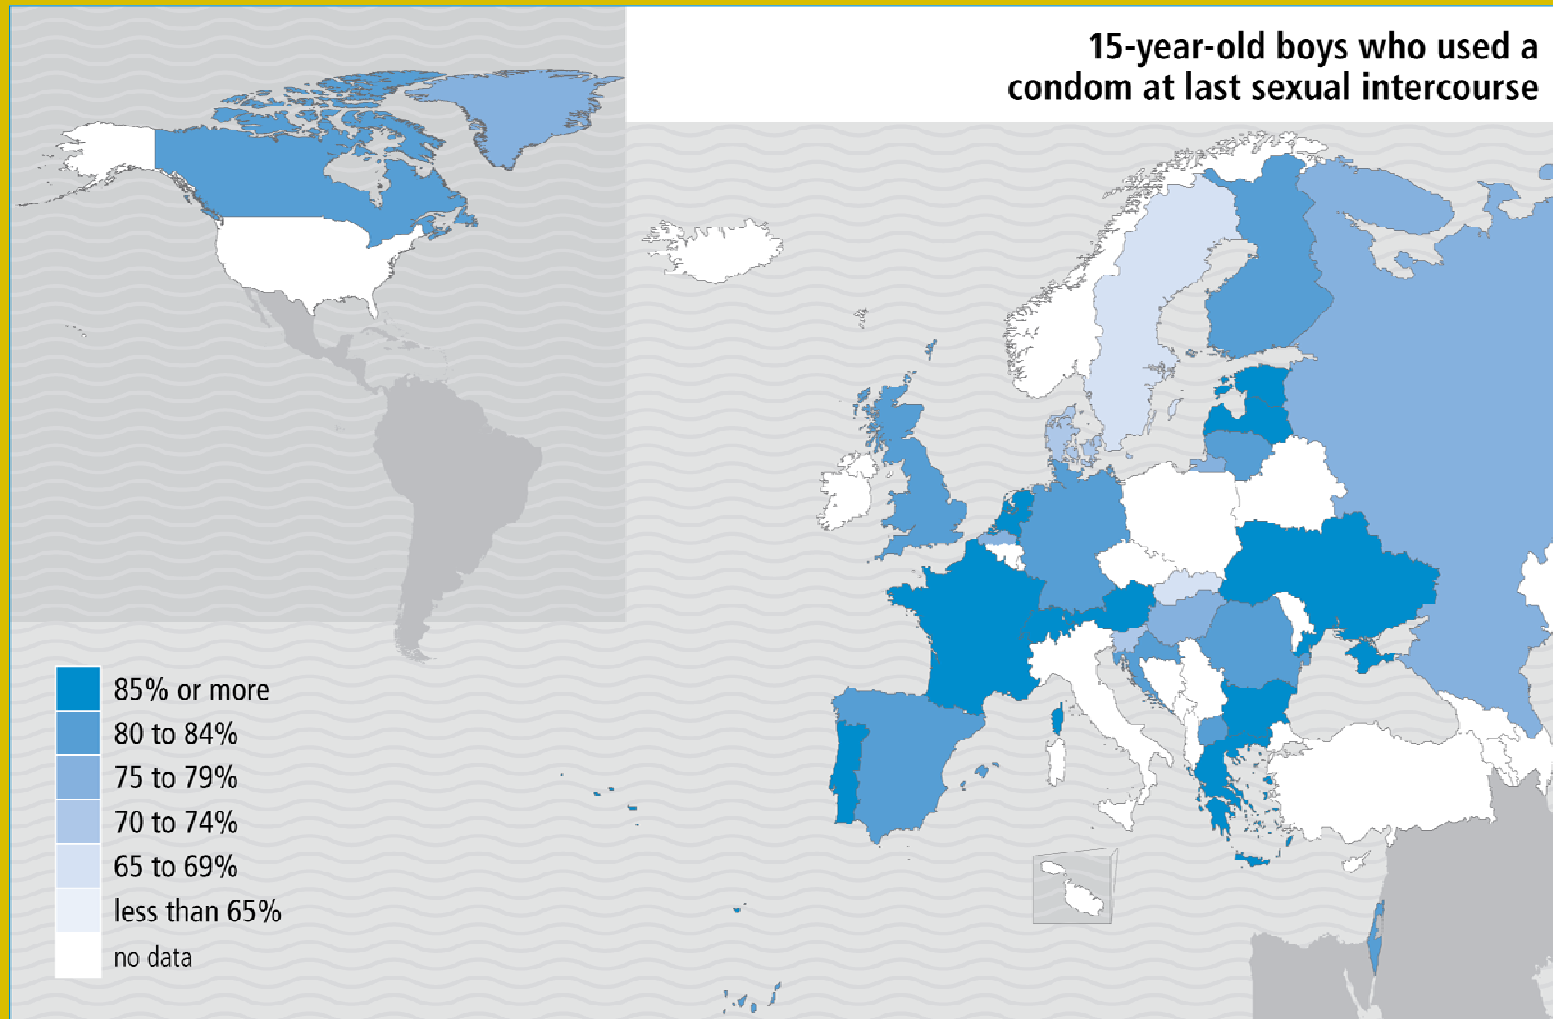 15-year-old boys who used a
condom at last sexual intercourse
85% or more
80 to 84%
75 to 79%
70 to 74%
65 to 69%
less than 65%
no data